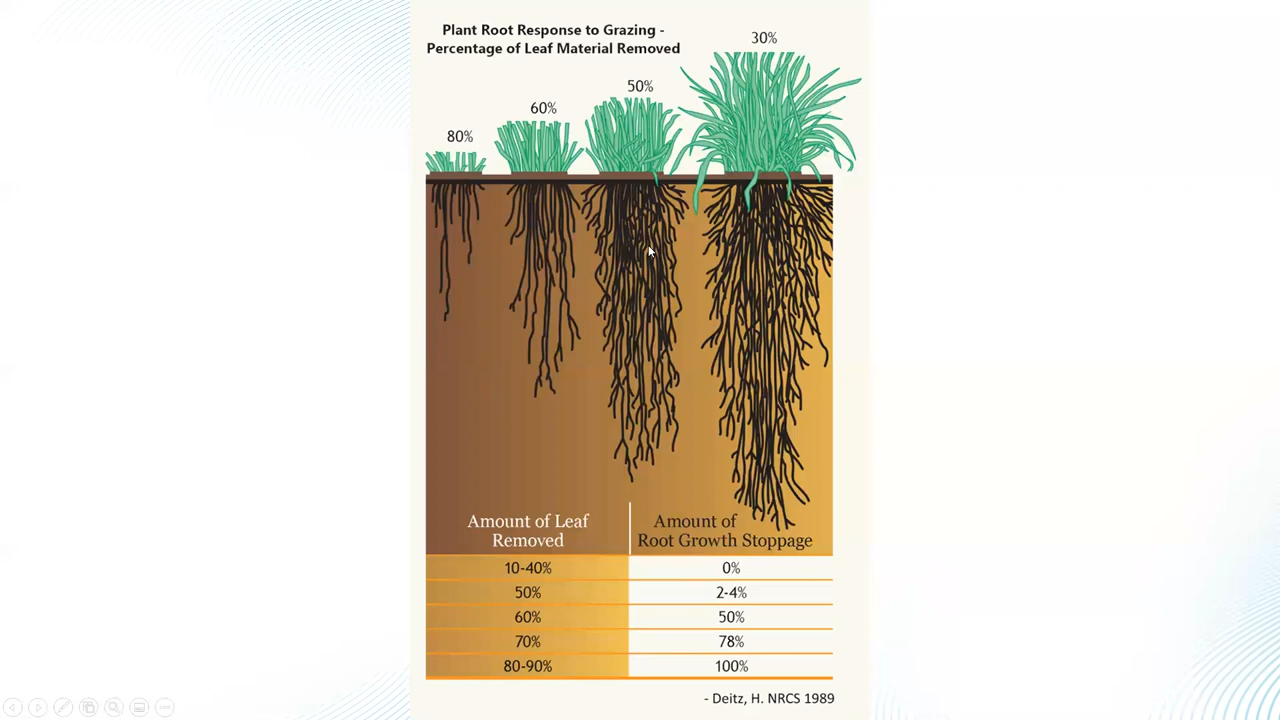 Plant Root Response to Grazing -
Percentage of Leaf Material Removed
30%
50%
60%
80%
Amount of Leaf Removed
Amount of Root Growth Stoppage
10-40% 0%
50% 2-4%
60% 50%
70% 78%
80-90% 100%
- Deitz, H. NRCS 1989